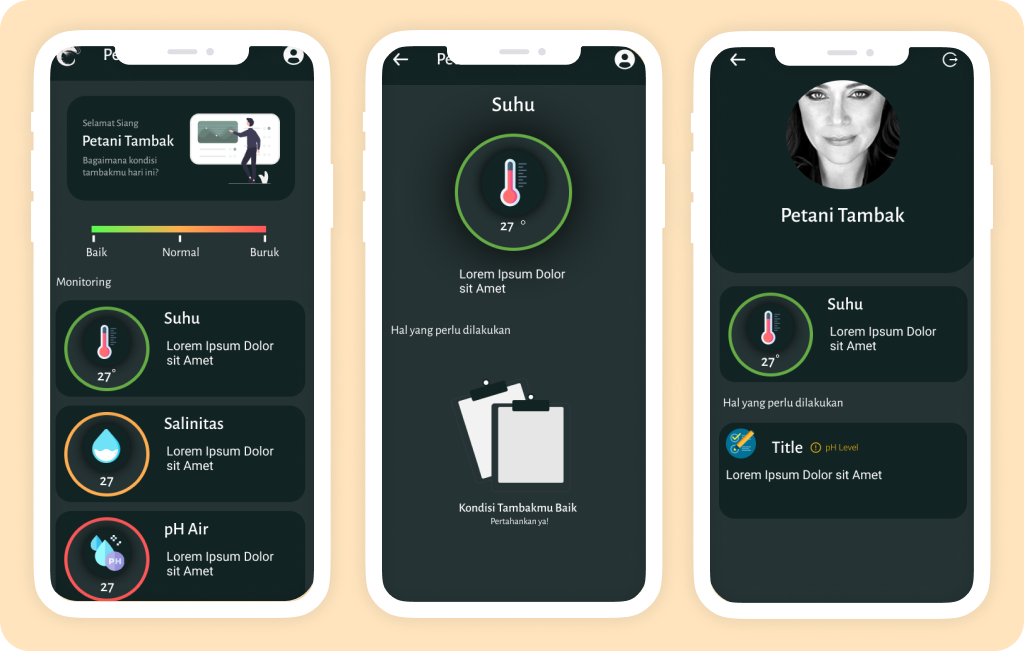 Pe
Selamat Siang
Petani Tambak
Bagaimana kondisi
tambakmu hari ini?
Baik
Normal
Buruk
Monitoring
Suhu
Lorem Ipsum Dolor
sit Amet
27°
Salinitas
Lorem Ipsum Dolor
sit Amet
27
pH Air
Lorem Ipsum Dolor
sit Amet
PH
27
Pe
Suhu
27 °
Lorem Ipsum Dolor
sit Amet
Hal yang perlu dilakukan
Kondisi Tambakmu Baik
Pertahankan ya!
Petani Tambak
Suhu
Lorem Ipsum Dolor
sit Amet
27°
Hal yang perlu dilakukan
Title
pH Level
Lorem Ipsum Dolor sit Amet